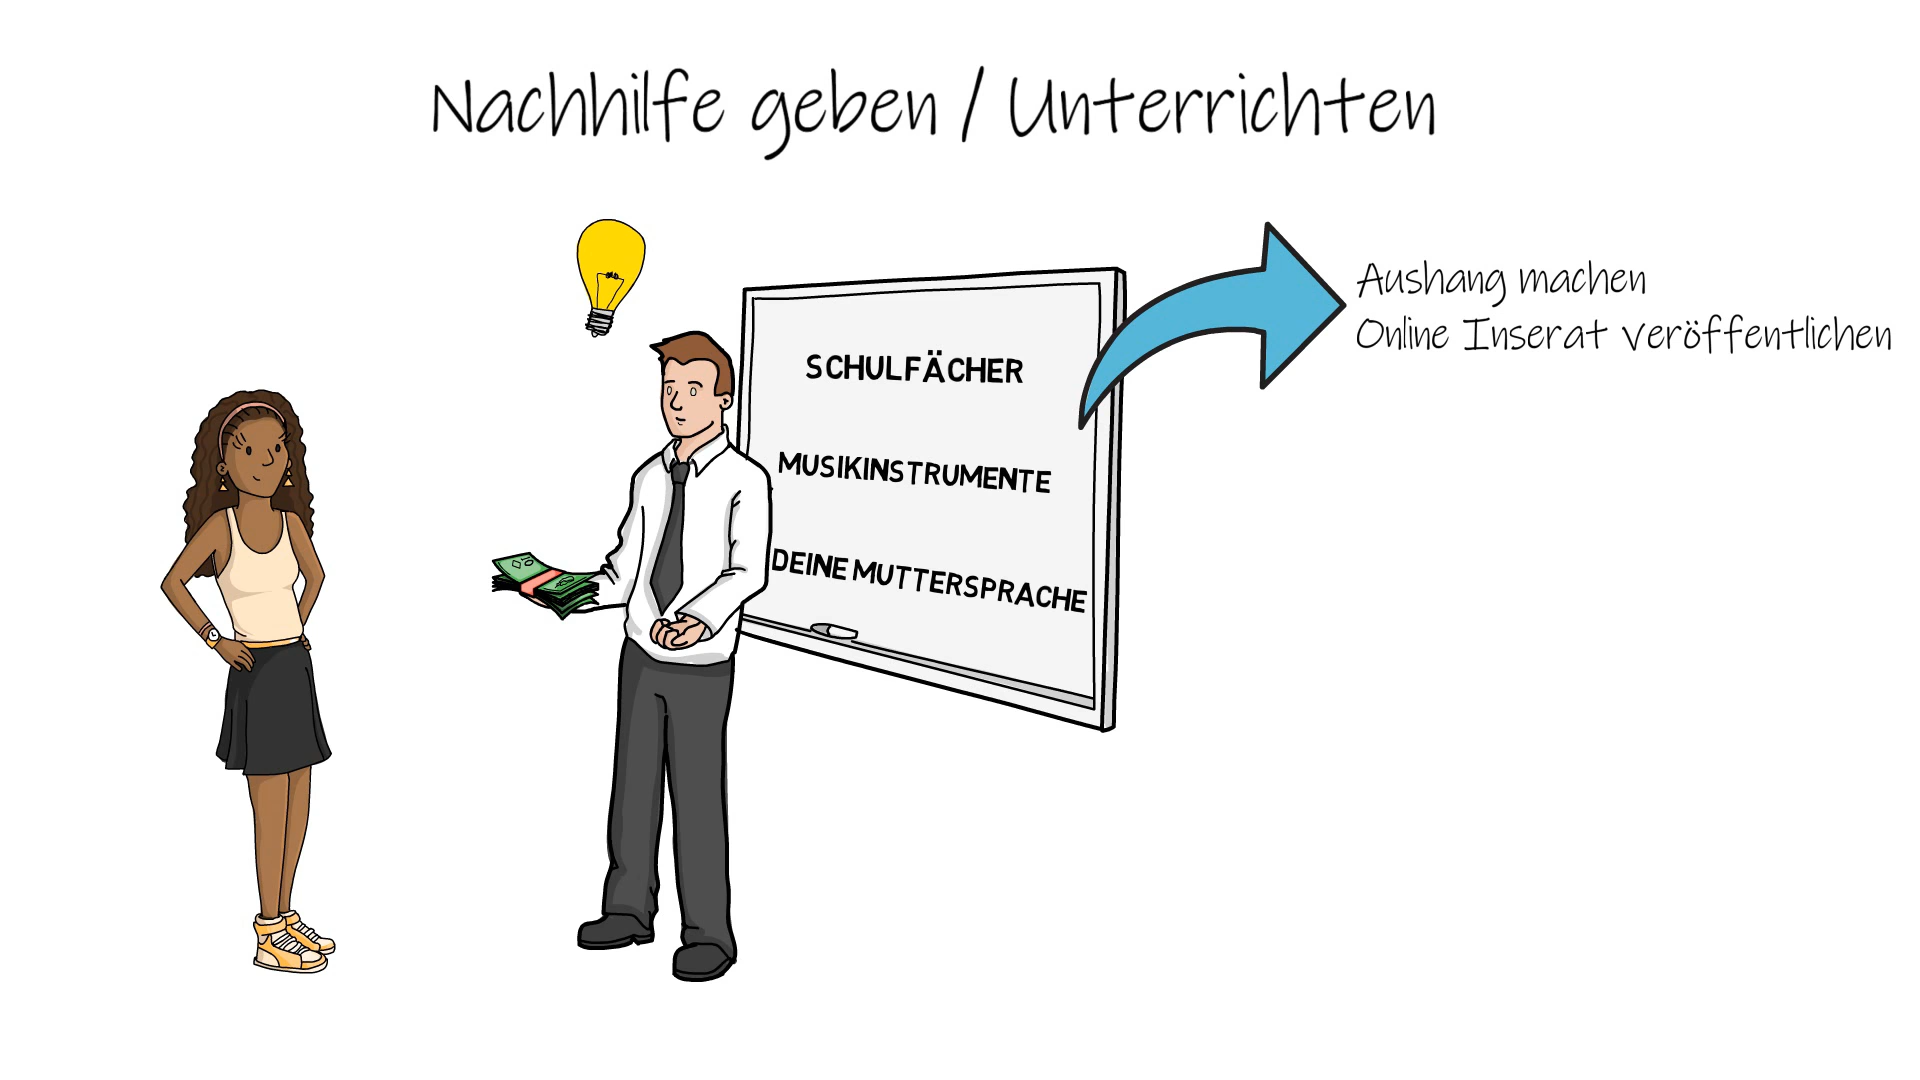 Nachhilfe geben / Unterrichten
SCHULFÄCHER
MUSIKINSTRUMENTE
DEINE MUTTERSPRACHE
Aushang machen
Online Inserat veröffentlichen